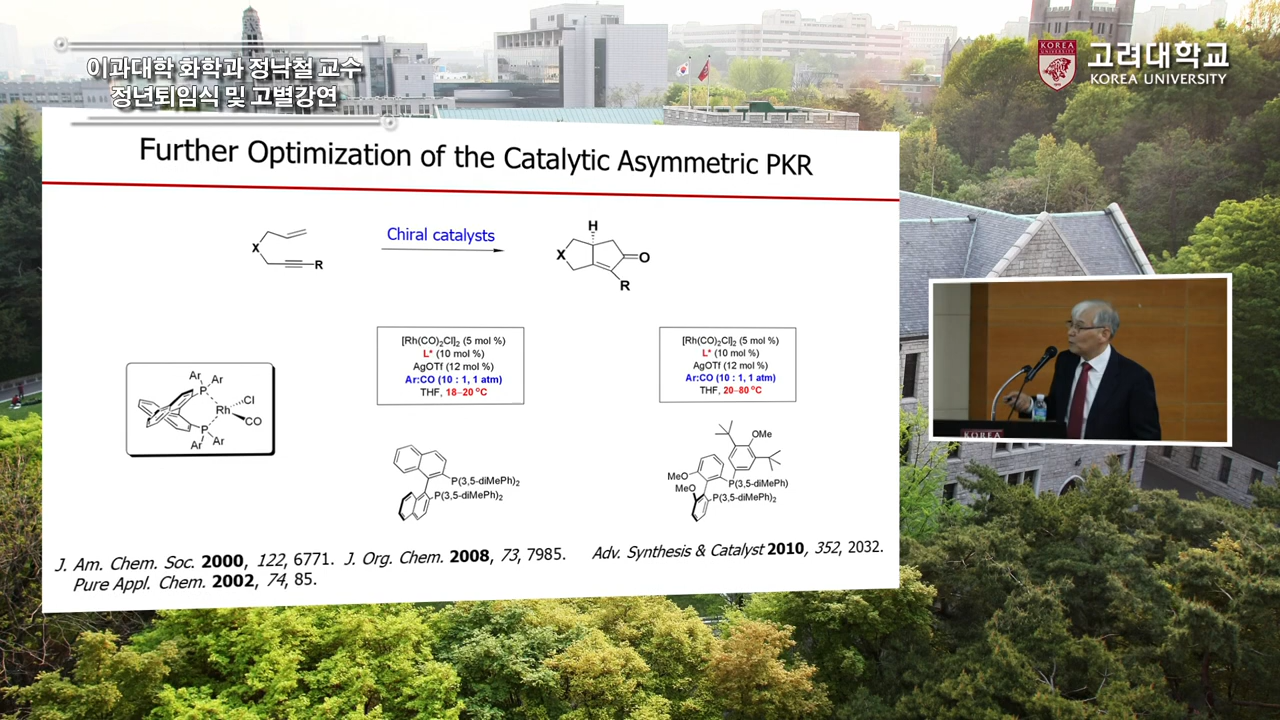 이과대학 화학과 정낙철 교수
정년퇴임식 및 고별강연
KOREA UNIVERSITY
고려대학교
KOREA UNIVERSITY
Further Optimization of the Catalytic Asymmetric PKR
X
R
Chiral catalysts
H
X
O
R
[Rh(CO)2Cl]2 (5 mol %)
L* (10 mol %)
AgOTf (12 mol %)
Ar:CO (10 : 1, 1 atm)
THF, 18–20 °C
[Rh(CO)2Cl]2 (5 mol %)
L* (10 mol %)
AgOTf (12 mol %)
Ar:CO (10 : 1, 1 atm)
THF, 20–80 °C
Ar Ar
P
Rh
Cl
CO
P
Ar Ar
P(3,5-diMePh)2
P(3,5-diMePh)2
OMe
MeO
P(3,5-diMePh)
MeO
P(3,5-diMePh)2
KOREA
J. Am. Chem. Soc. 2000, 122, 6771. J. Org. Chem. 2008, 73, 7985.
Pure Appl. Chem. 2002, 74, 85.
Adv. Synthesis & Catalyst 2010, 352, 2032.